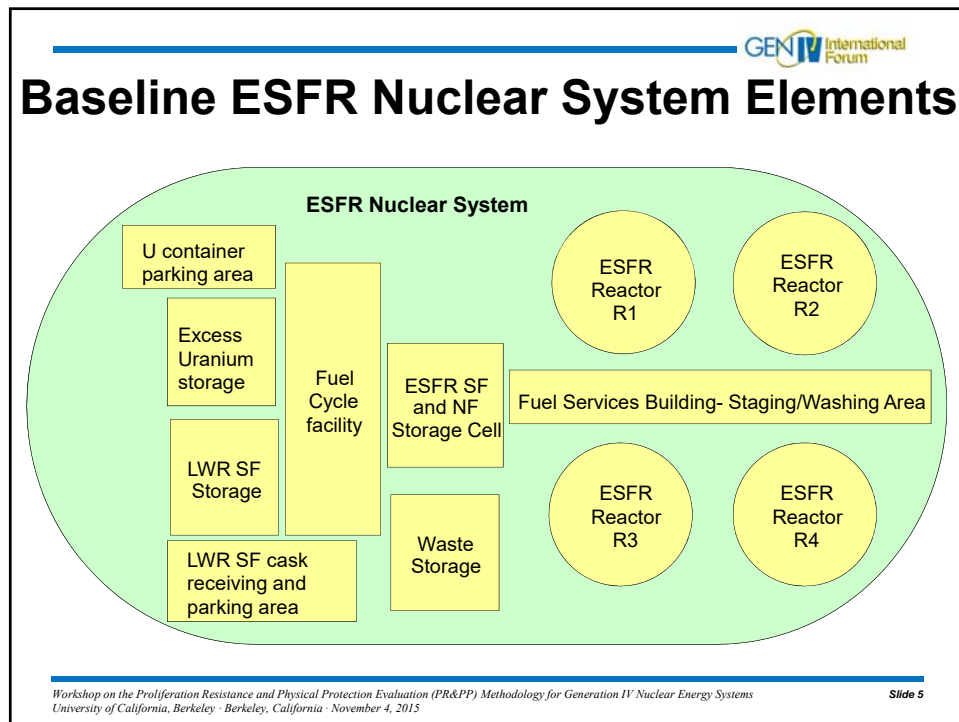 GEN IV International
Forum
Baseline ESFR Nuclear System Elements
ESFR Nuclear System
U container
parking area
Excess
Uranium
storage
LWR SF
Storage
LWR SF cask
receiving and
parking area
Fuel
Cycle
facility
ESFR SF
and NF
Storage Cell
Waste
Storage
ESFR
Reactor
R1
ESFR
Reactor
R2
Fuel Services Building- Staging/Washing Area
ESFR
Reactor
R3
ESFR
Reactor
R4
Workshop on the Proliferation Resistance and Physical Protection Evaluation (PR&PP) Methodology for Generation IV Nuclear Energy Systems
University of California, Berkeley · Berkeley, California · November 4, 2015
Slide 5